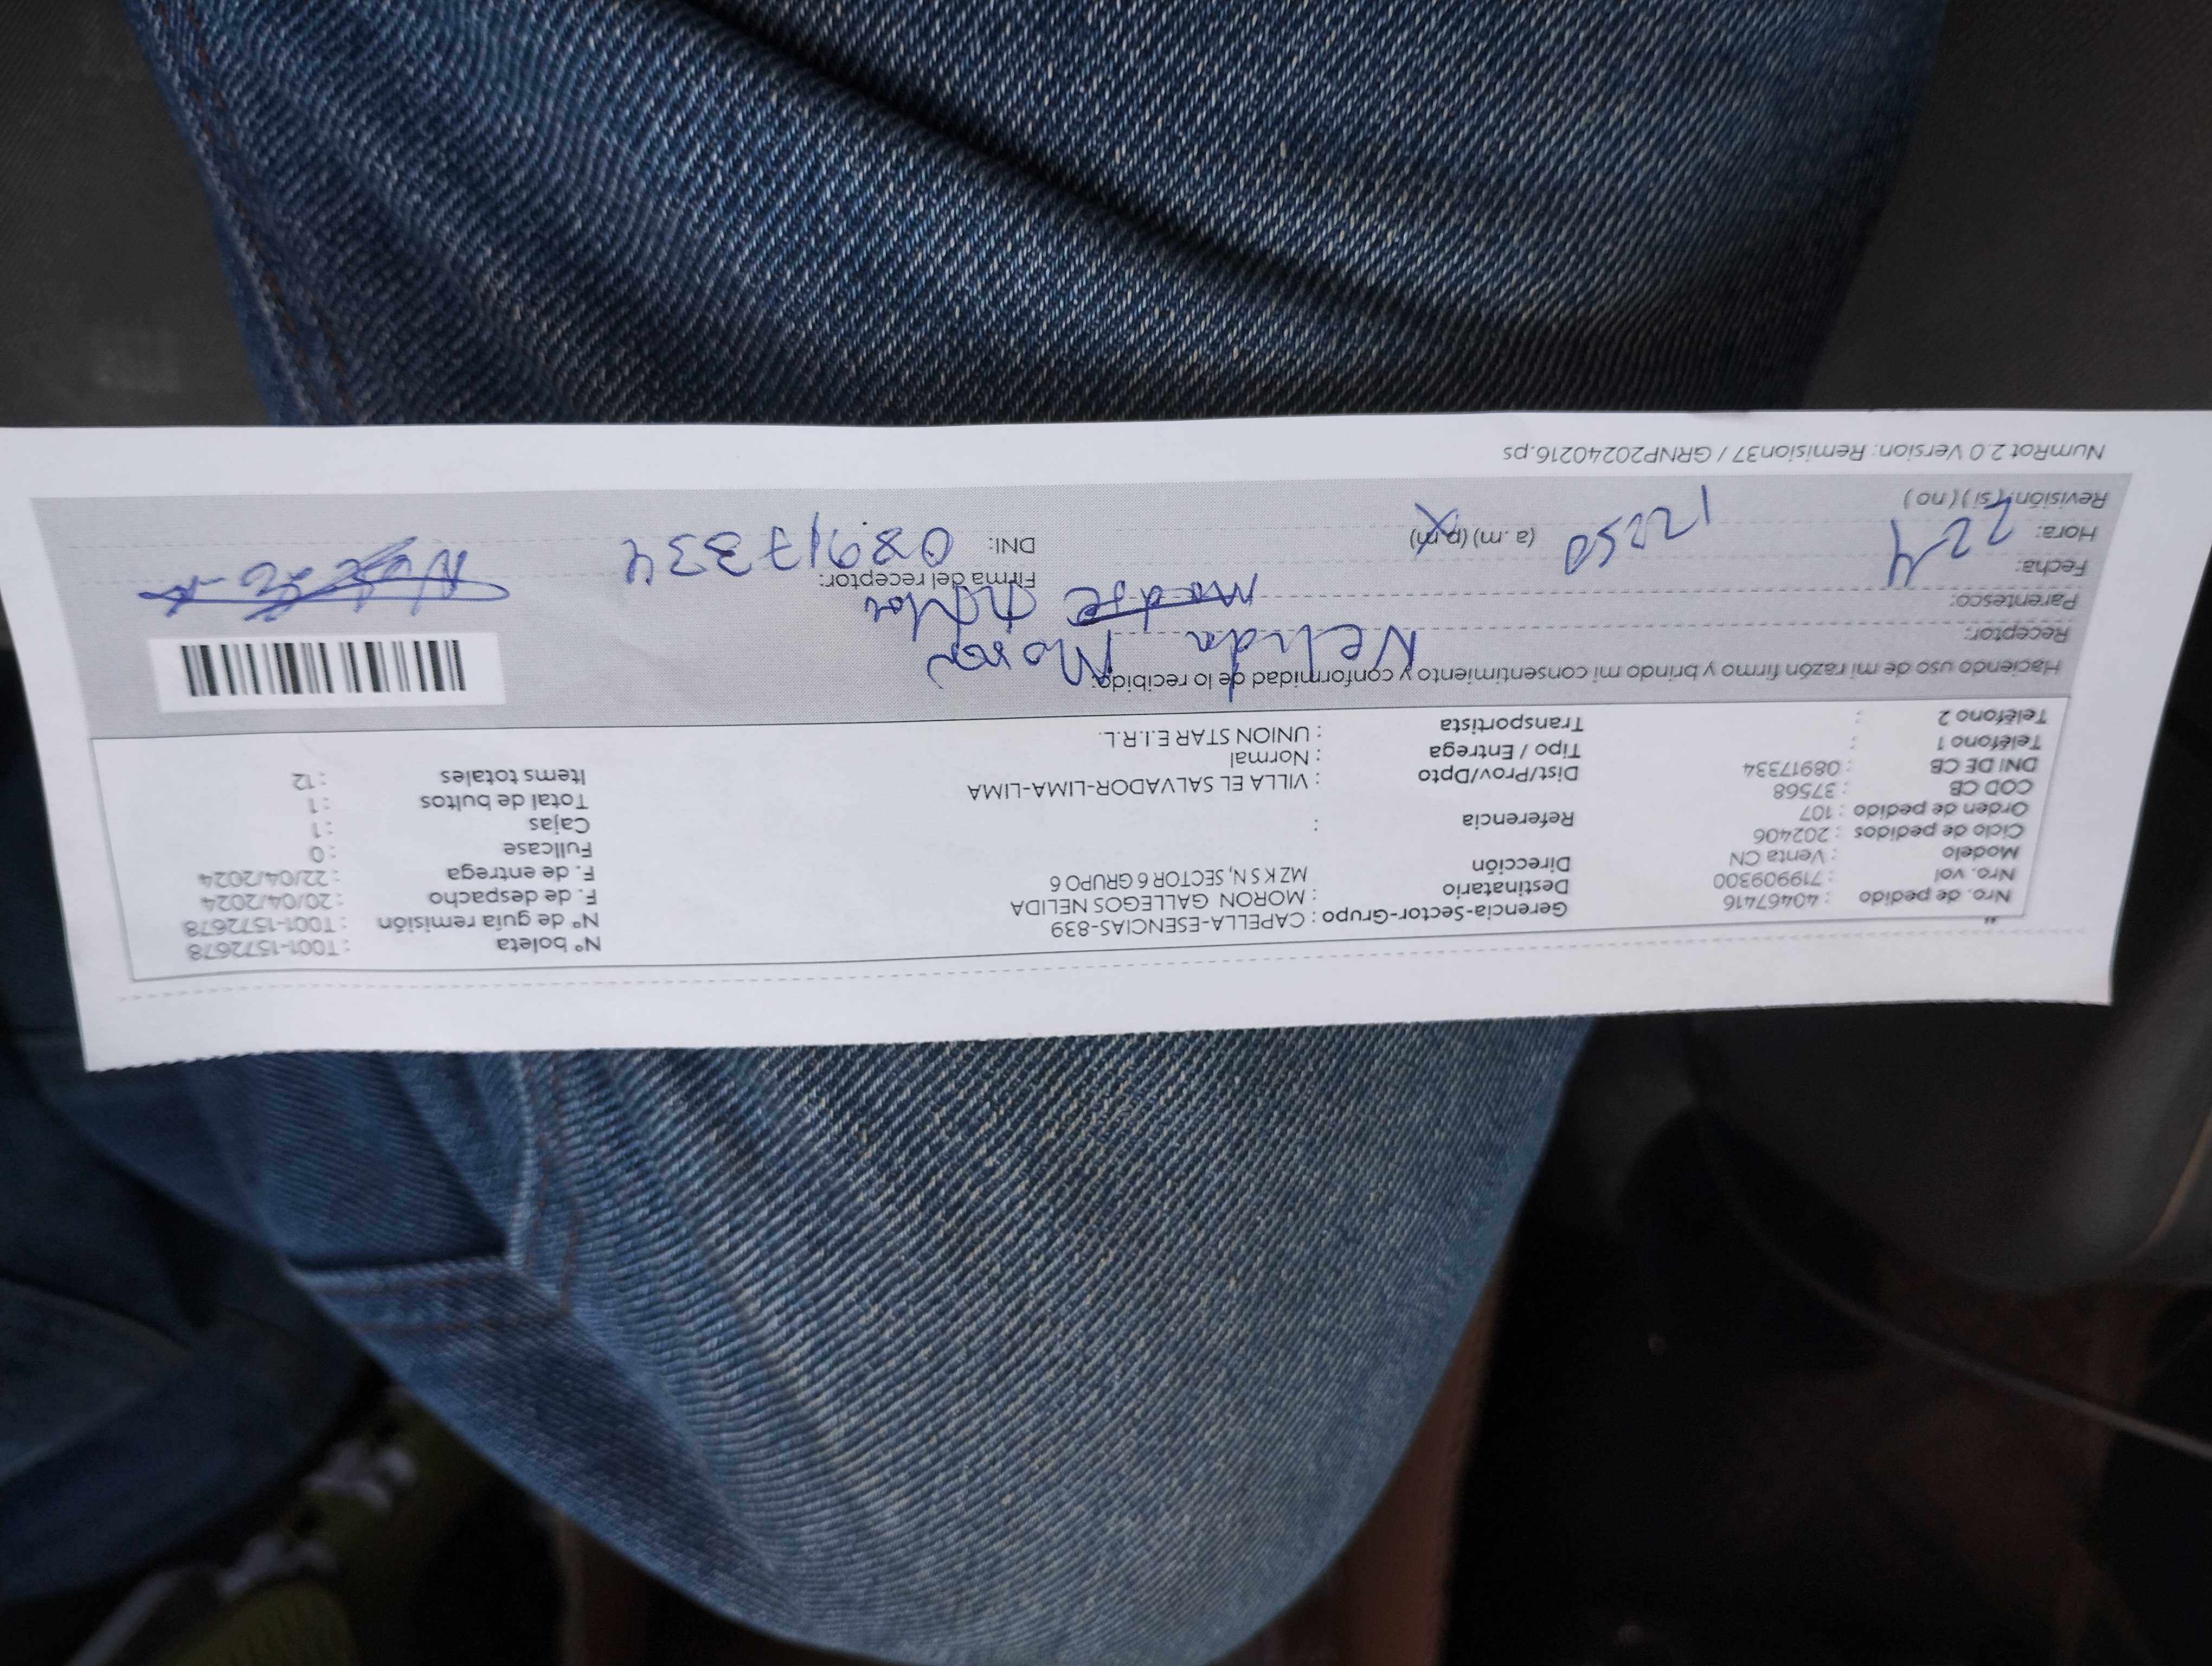 Nro. de pedido : 40467416
Nro. vol : 719909300
Modelo : Venta CN
Ciclo de pedidos : 202406
Orden de pedido : 107
COD CB : 37568
DNI DE CB : 08917334
Teléfono 1 :
Teléfono 2 :
Gerencia-Sector-Grupo : CAPELLA-ESENCIAS-839
Destinatario : MORON GALLEGOS NELIDA
Dirección MZ K S N, SECTOR 6 GRUPO 6
Referencia :
Dist/Prov/Dpto : VILLA EL SALVADOR-LIMA-LIMA
Tipo / Entrega : Normal
Transportista : UNION STAR E.I.R.L.
N° boleta : T001-1572678
N° de guía remisión : T001-1572678
F. de despacho : 20/04/2024
F. de entrega : 22/04/2024
Fullcase : 0
Cajas : 1
Total de bultos : 1
Items totales : 12
Haciendo uso de mi razón firmo y brindo mi consentimiento y conformidad de lo recibido:
Receptor: Nelida Moron
Parentesco:
Fecha: 22 4
Hora: 1250 (a.m) (p.m)
Revisión: (si) (no)
Firma del receptor:
DNI: 08917334
NumRot 2.0 Version: Remision37 / GRNP20240216.ps